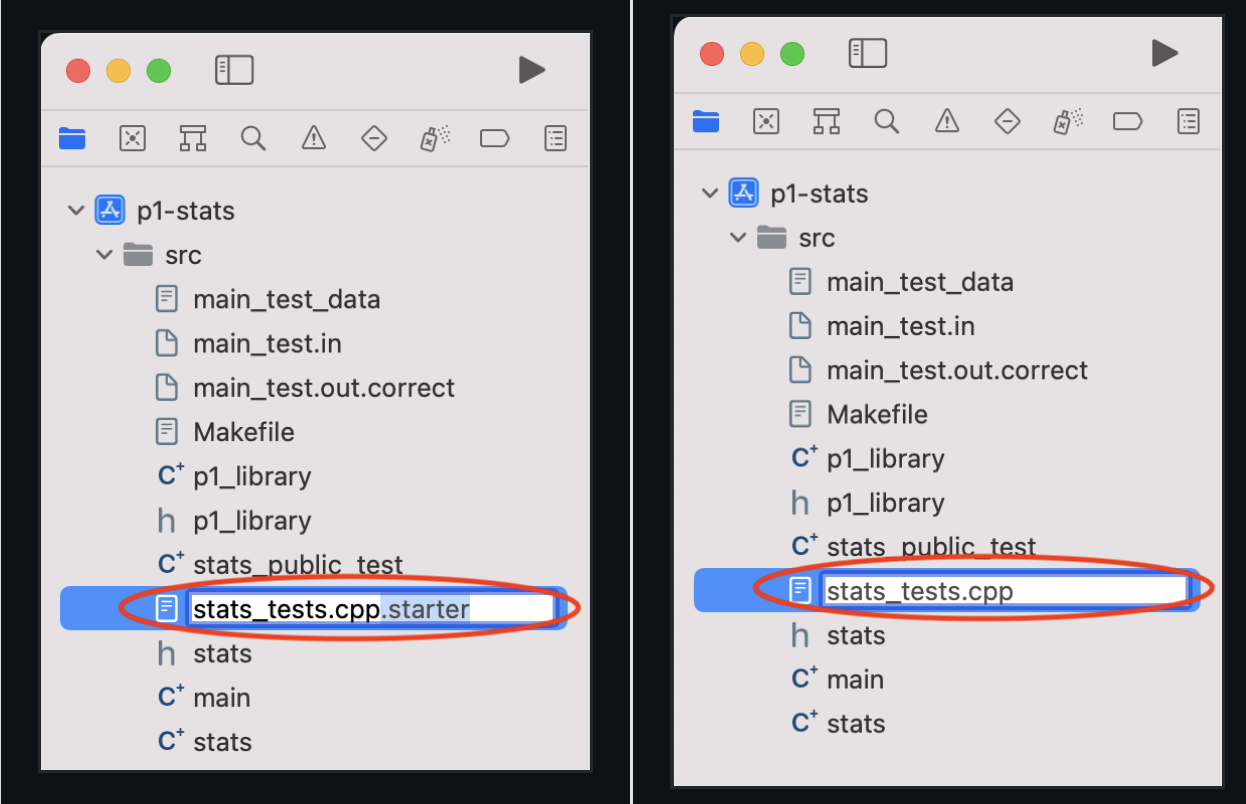 p1-stats
src
main_test_data
main_test.in
main_test.out.correct
Makefile
C+ p1_library
h p1_library
C+ stats_public_test
stats_tests.cpp.starter
h stats
C+ main
C+ stats
p1-stats
src
main_test_data
main_test.in
main_test.out.correct
Makefile
C+ p1_library
h p1_library
C+ stats_public_test
stats_tests.cpp
h stats
C+ main
C+ stats